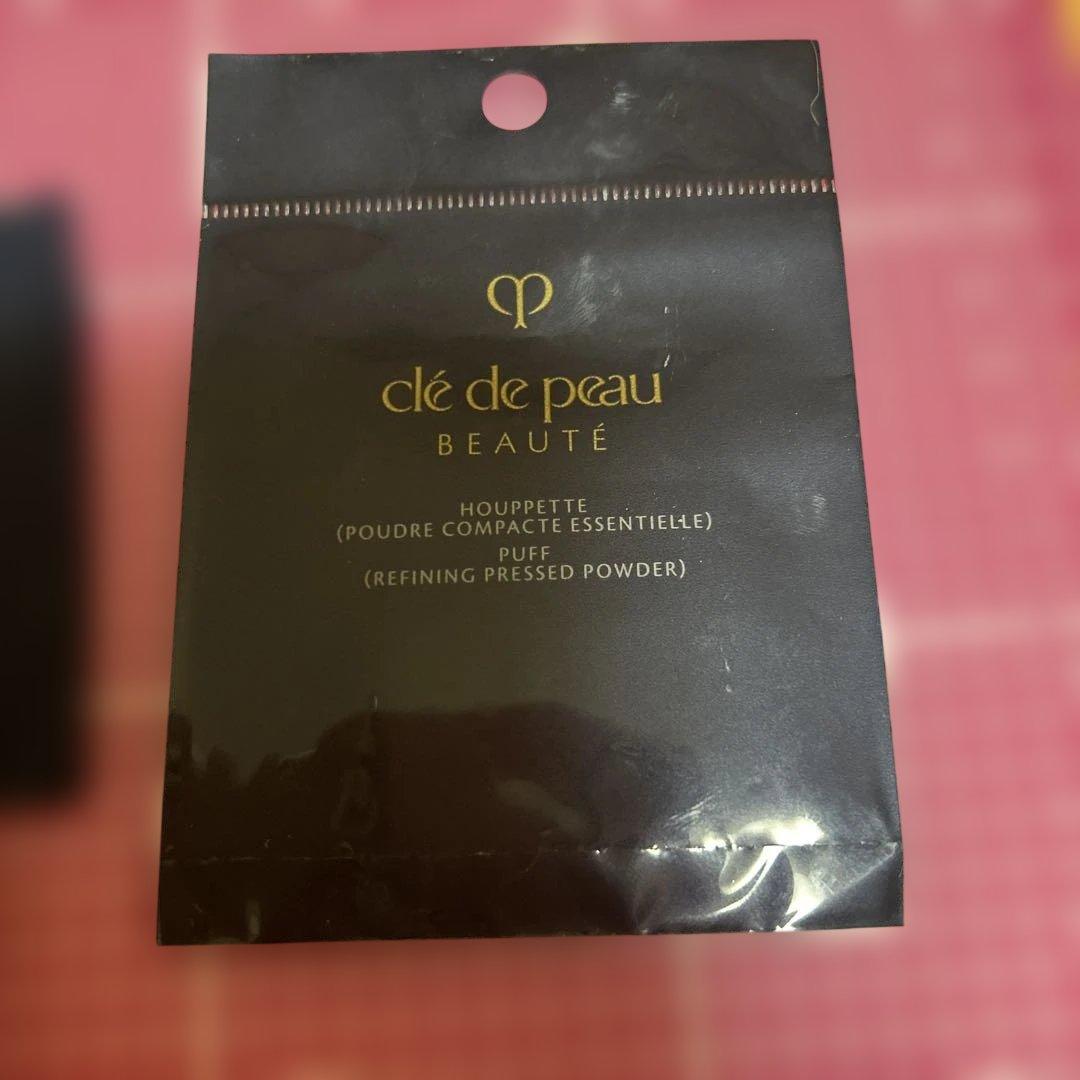 clé de peau
BEAUTÉ
HOUPPETTE
(POUDRE COMPACTE ESSENTIELLE)
PUFF
(REFINING PRESSED POWDER)